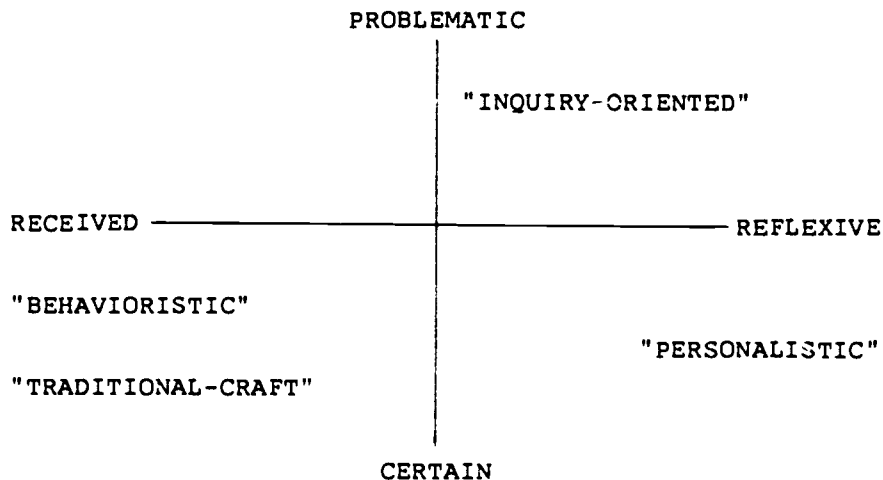 PROBLEMATIC
"INQUIRY-ORIENTED"
RECEIVED
REFLEXIVE
"BEHAVIORISTIC"
"PERSONALISTIC"
"TRADITIONAL-CRAFT"
CERTAIN